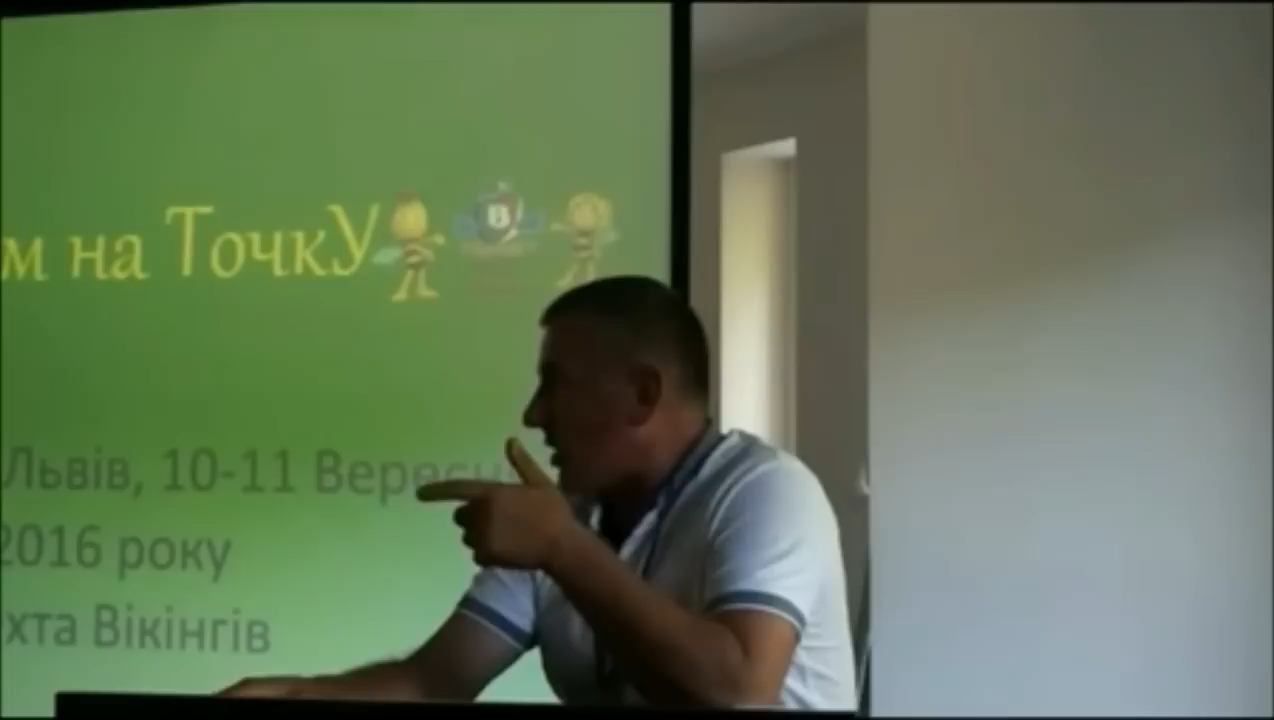 м на ТочкУ
В
Львів, 10-11
2016 року
хта Вікінгів